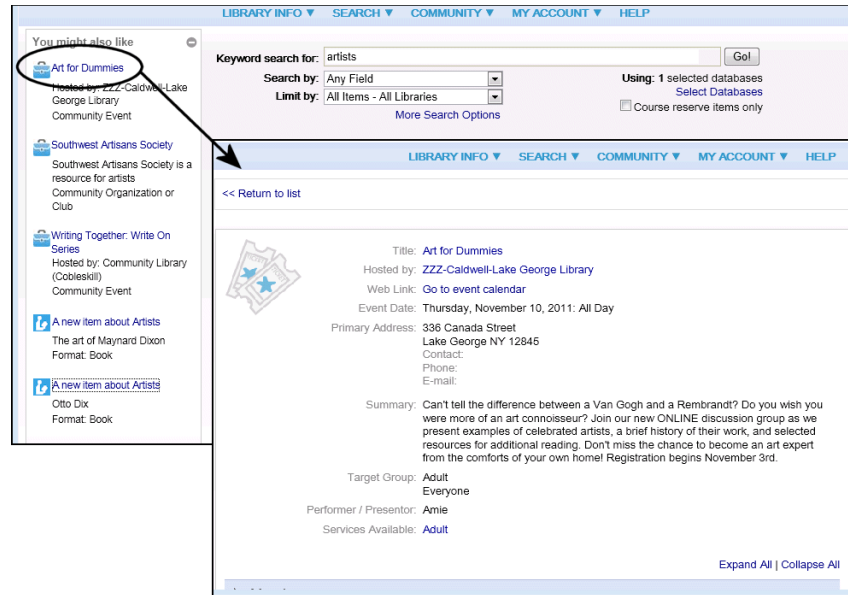 LIBRARY INFO ▼ SEARCH ▼ COMMUNITY ▼ MY ACCOUNT ▼ HELP
You might also like
Art for Dummies
Hosted by: ZZZ-Caldwell-Lake
George Library
Community Event
Southwest Artisans Society
Southwest Artisans Society is a
resource for artists
Community Organization or
Club
Writing Together: Write On
Series
Hosted by: Community Library
(Cobleskill)
Community Event
A new item about Artists
The art of Maynard Dixon
Format: Book
A new item about Artists
Otto Dix
Format: Book
Keyword search for: artists Go!
Search by: Any Field
Limit by: All Items - All Libraries
More Search Options
Using: 1 selected databases
Select Databases
Course reserve items only
LIBRARY INFO ▼ SEARCH ▼ COMMUNITY ▼ MY ACCOUNT ▼ HELP
<< Return to list
Title: Art for Dummies
Hosted by: ZZZ-Caldwell-Lake George Library
Web Link: Go to event calendar
Event Date: Thursday, November 10, 2011: All Day
Primary Address: 336 Canada Street
Lake George NY 12845
Contact:
Phone:
E-mail:
Summary: Can't tell the difference between a Van Gogh and a Rembrandt? Do you wish you
were more of an art connoisseur? Join our new ONLINE discussion group as we
present examples of celebrated artists, a brief history of their work, and selected
resources for additional reading. Don't miss the chance to become an art expert
from the comforts of your own home! Registration begins November 3rd.
Target Group: Adult
Everyone
Performer / Presentor: Amie
Services Available: Adult
Expand All | Collapse All